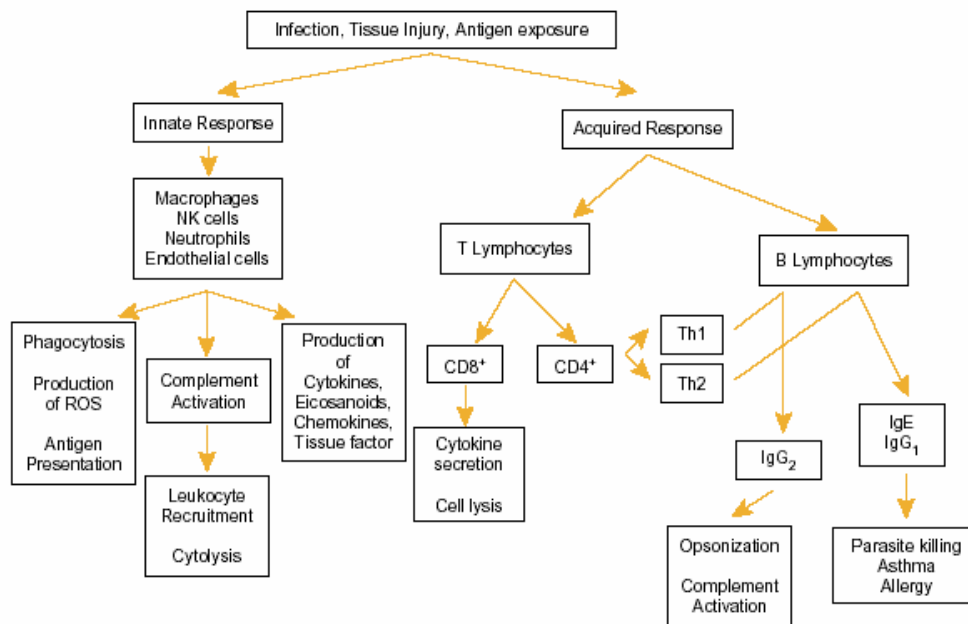 Infection, Tissue Injury, Antigen exposure
Innate Response
Acquired Response
Macrophages
NK cells
Neutrophils
Endothelial cells
T Lymphocytes
B Lymphocytes
Phagocytosis
Production
of ROS
Antigen
Presentation
Complement
Activation
Production
of
Cytokines,
Eicosanoids,
Chemokines,
Tissue factor
CD8⁺
CD4⁺
Th1
Th2
Leukocyte
Recruitment
Cytolysis
Cytokine
secretion
Cell lysis
IgG₂
IgE
IgG₁
Opsonization
Complement
Activation
Parasite killing
Asthma
Allergy